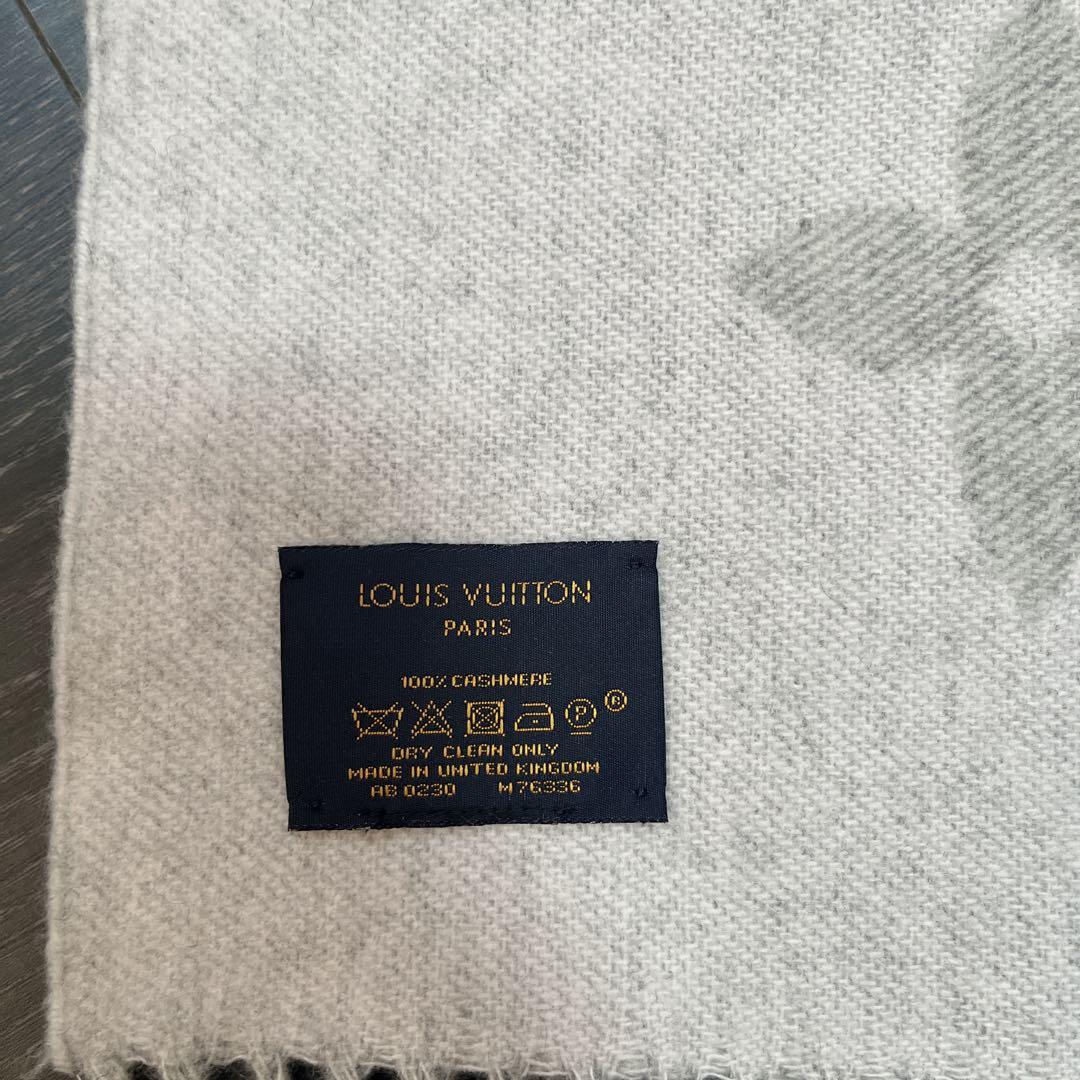 LOUIS VUITTON
PARIS
100% CASHMERE
P ®
DRY CLEAN ONLY
MADE IN UNITED KINGDOM
AB 0230 M76336